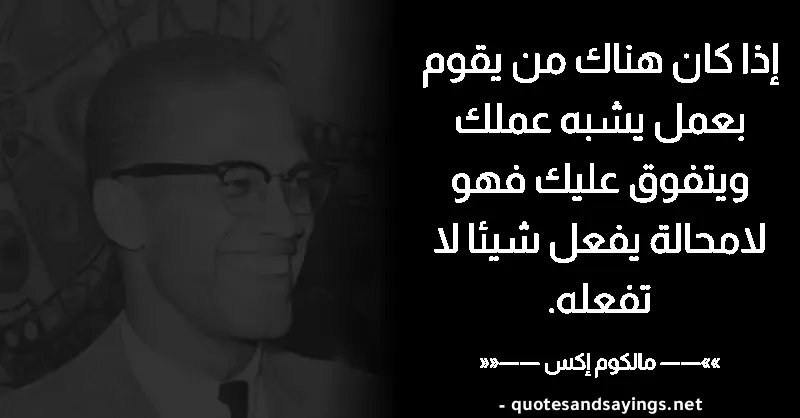 إذا كان هناك من يقوم
بعمل يشبه عملك
ويتفوق عليك فهو
لامحالة يفعل شيئا لا
تفعله.
»—— مالكوم إكس ——««
- quotesandsayings.net